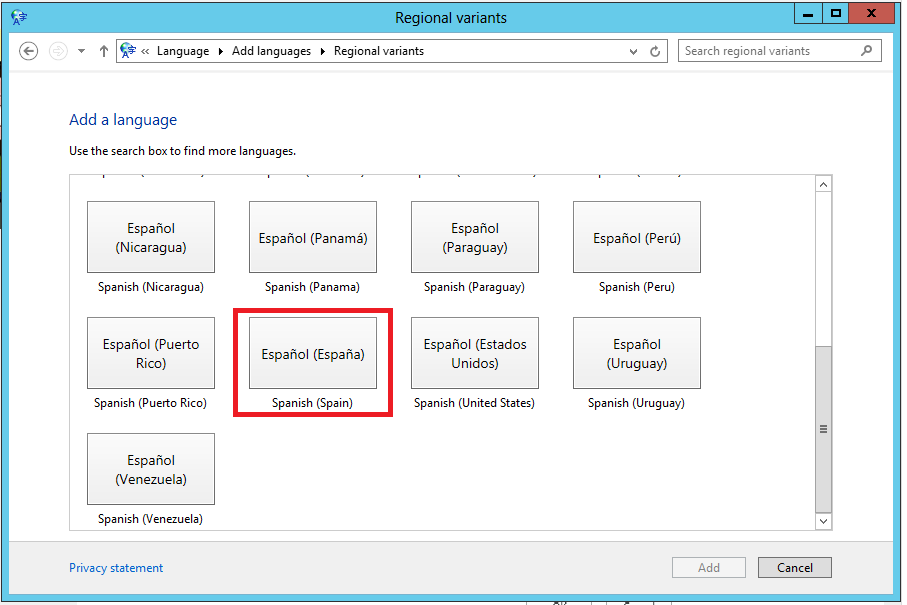 Regional variants
« Language Add languages Regional variants
Search regional variants
Add a language
Use the search box to find more languages.
Español
(Nicaragua)
Español (Panamá)
Español
(Paraguay)
Español (Perú)
Spanish (Nicaragua)
Spanish (Panama)
Spanish (Paraguay)
Spanish (Peru)
Español (Puerto
Rico)
Español (España)
Español (Estados
Unidos)
Español
(Uruguay)
Spanish (Puerto Rico)
Spanish (Spain)
Spanish (United States)
Spanish (Uruguay)
Español
(Venezuela)
Spanish (Venezuela)
Privacy statement
Add
Cancel